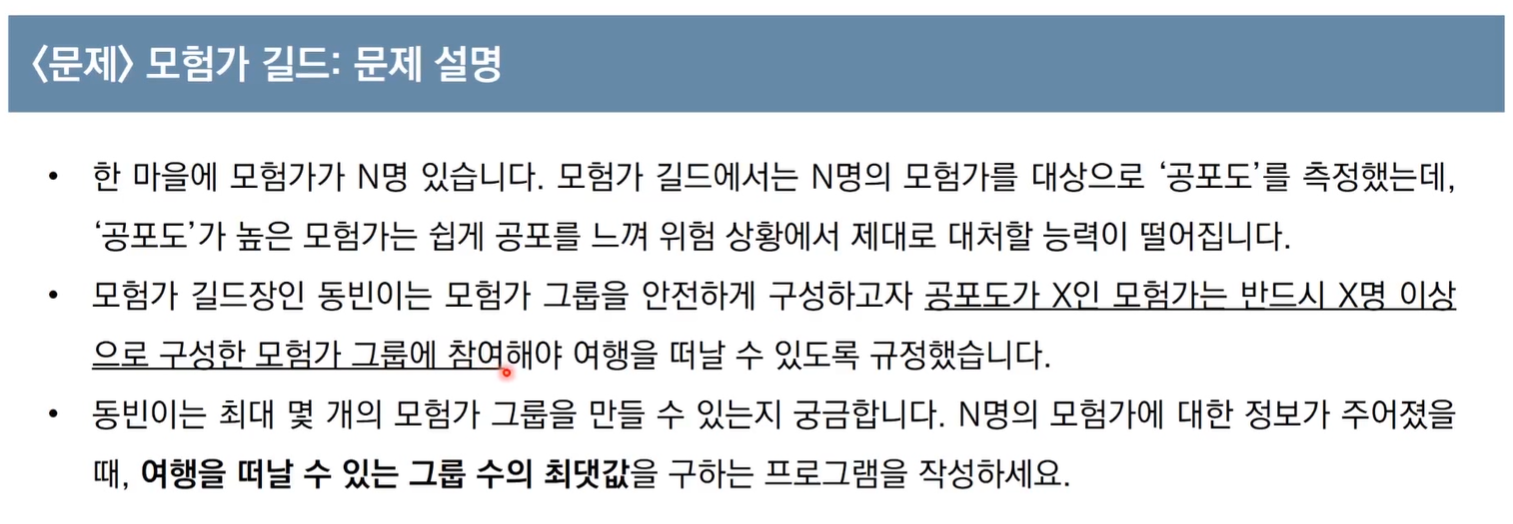 〈문제〉 모험가 길드: 문제 설명
• 한 마을에 모험가가 N명 있습니다. 모험가 길드에서는 N명의 모험가를 대상으로 ‘공포도’를 측정했는데,
‘공포도’가 높은 모험가는 쉽게 공포를 느껴 위험 상황에서 제대로 대처할 능력이 떨어집니다.
• 모험가 길드장인 동빈이는 모험가 그룹을 안전하게 구성하고자 공포도가 X인 모험가는 반드시 X명 이상
으로 구성한 모험가 그룹에 참여해야 여행을 떠날 수 있도록 규정했습니다.
• 동빈이는 최대 몇 개의 모험가 그룹을 만들 수 있는지 궁금합니다. N명의 모험가에 대한 정보가 주어졌을
때, 여행을 떠날 수 있는 그룹 수의 최댓값을 구하는 프로그램을 작성하세요.